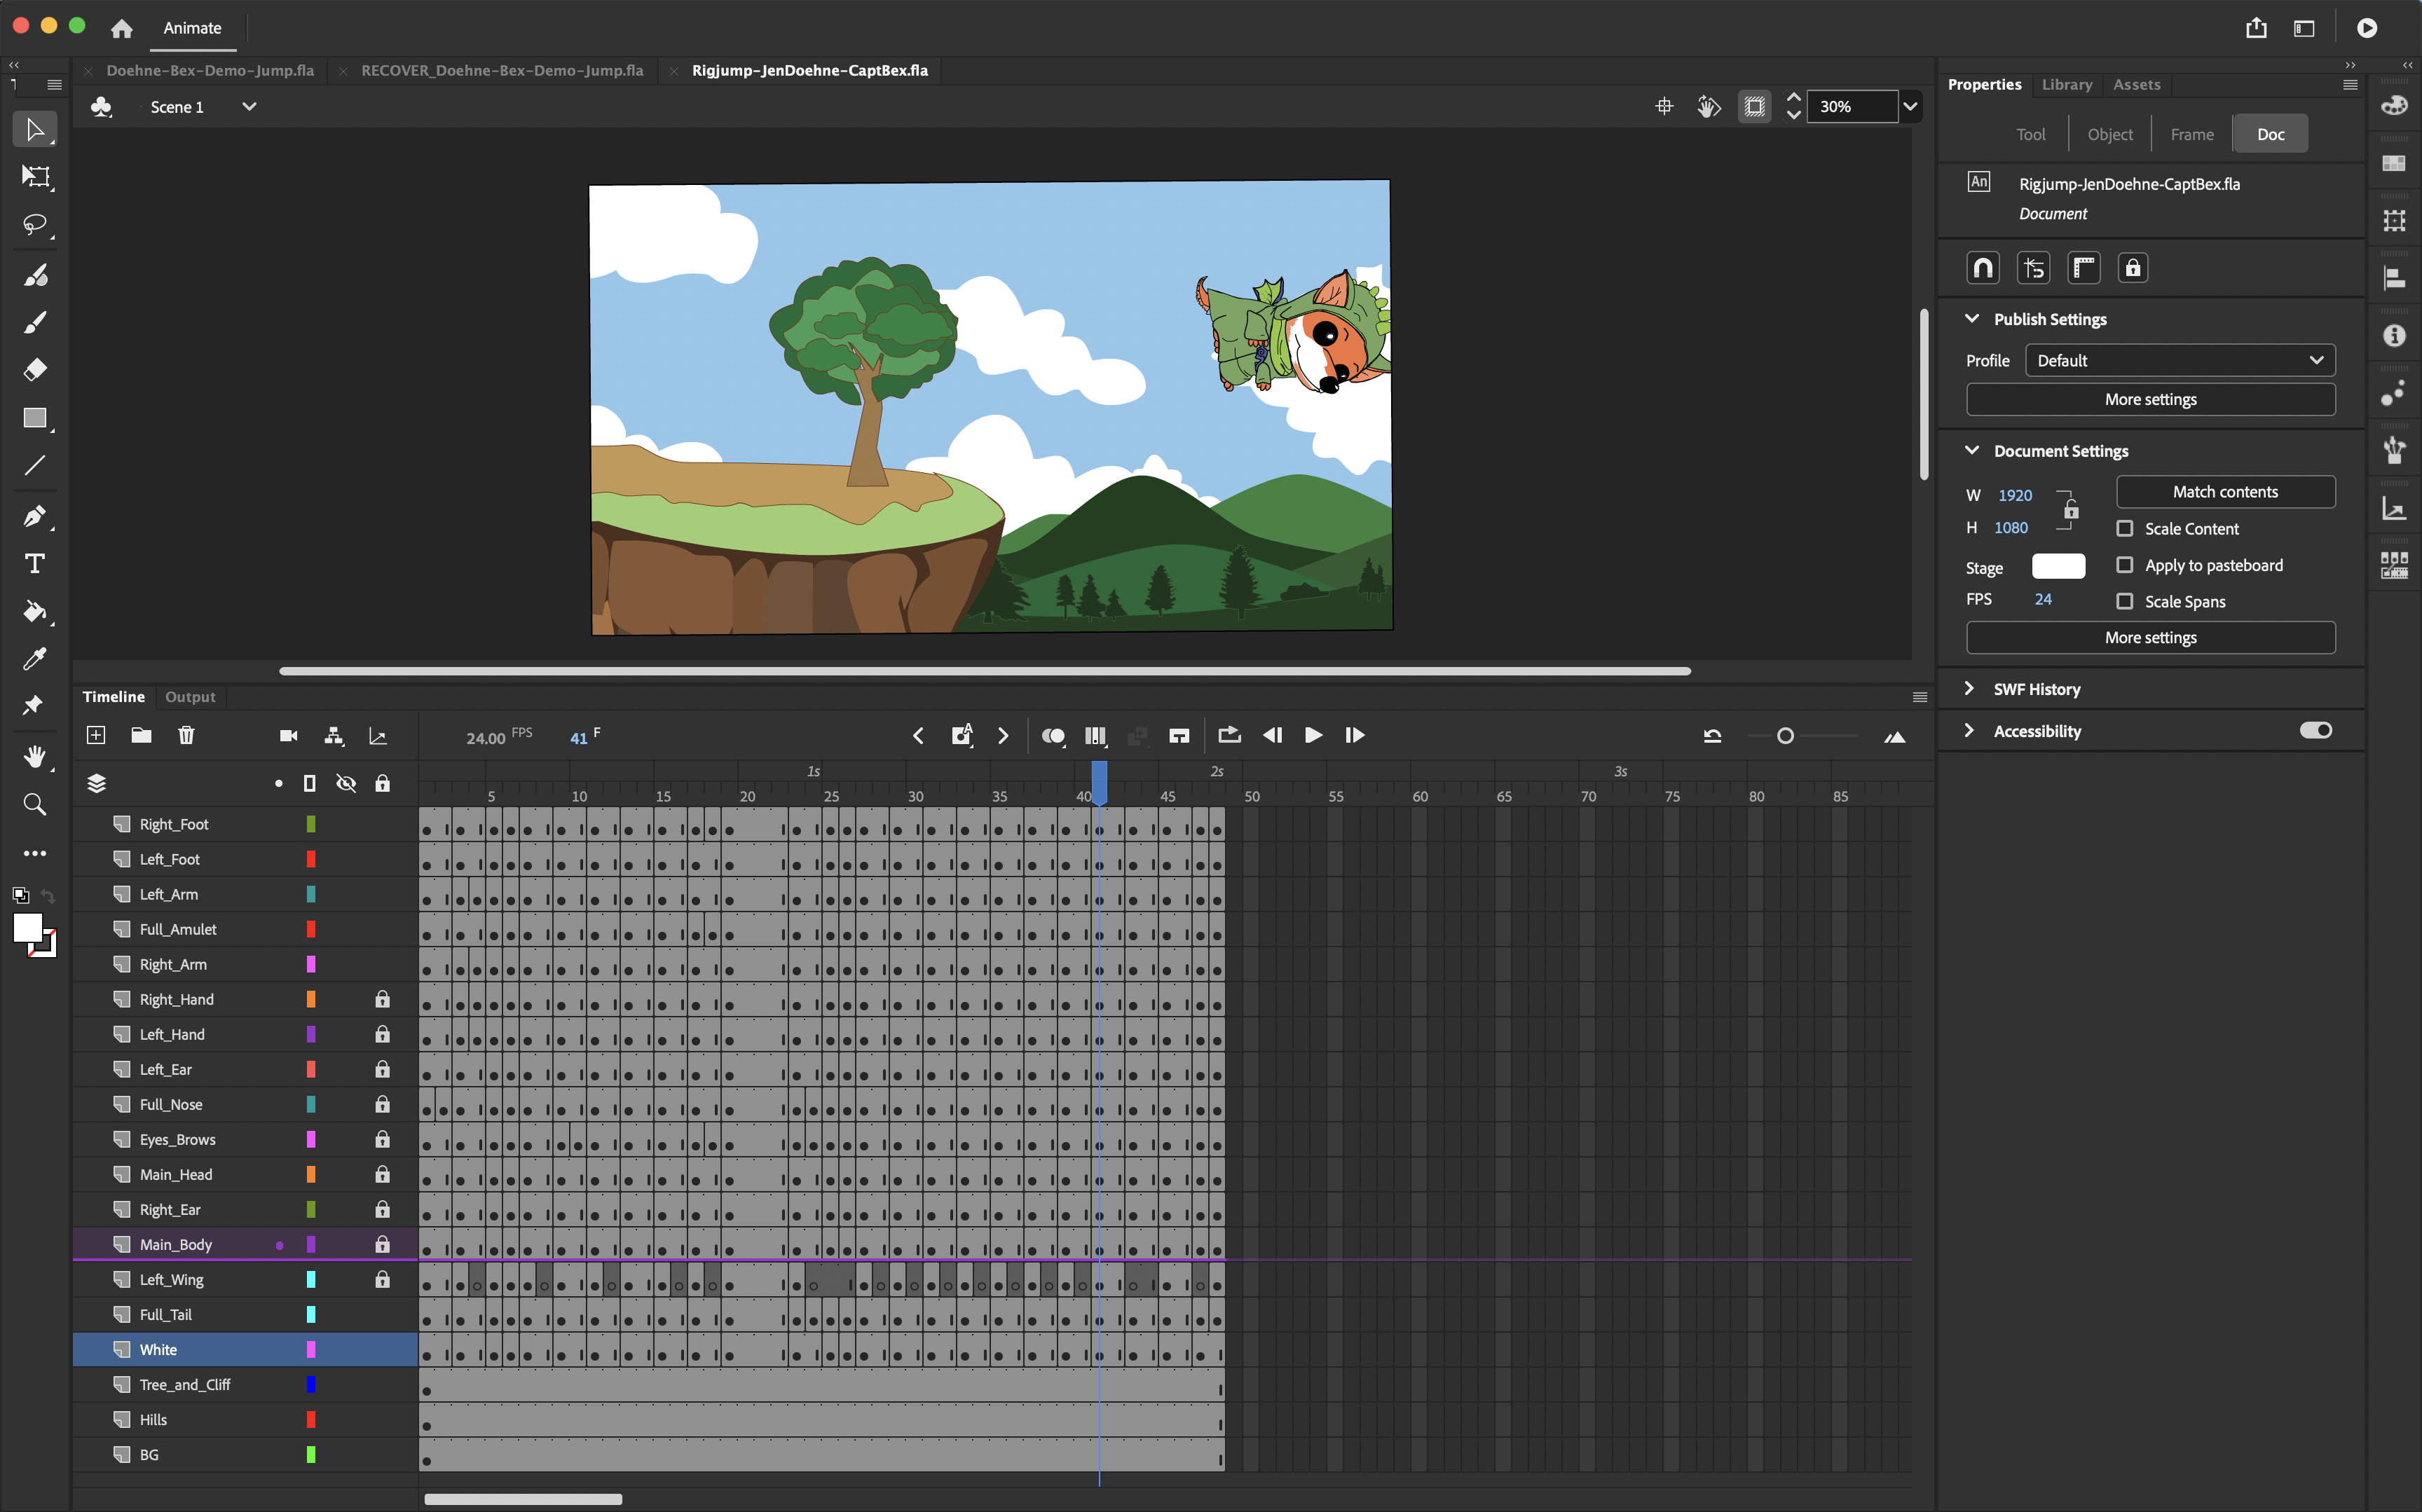 Animate
Doehne-Bex-Demo-Jump.fla
RECOVER_Doehne-Bex-Demo-Jump.fla
Rigjump-JenDoehne-CaptBex.fla
Scene 1
30%
Properties
Library
Assets
Tool
Object
Frame
Doc
An
Rigjump-JenDoehne-CaptBex.fla
Document
Publish Settings
Profile
Default
More settings
Document Settings
W 1920
Match contents
H 1080
Scale Content
Stage
Apply to pasteboard
FPS 24
Scale Spans
More settings
SWF History
Accessibility
Timeline
Output
24.00 FPS
41 F
1s 2s 3s
5 10 15 20 25 30 35 40 45 50 55 60 65 70 75 80 85
Right_Foot
Left_Foot
Left_Arm
Full_Amulet
Right_Arm
Right_Hand
Left_Hand
Left_Ear
Full_Nose
Eyes_Brows
Main_Head
Right_Ear
Main_Body
Left_Wing
Full_Tail
White
Tree_and_Cliff
Hills
BG